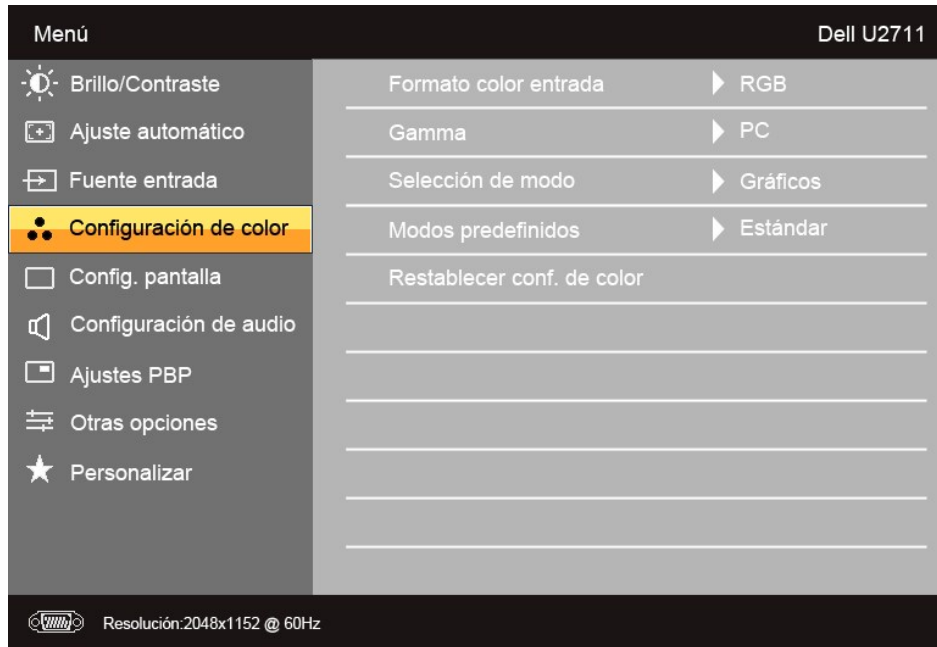 Menú Dell U2711
Brillo/Contraste
Ajuste automático
Fuente entrada
Configuración de color
Config. pantalla
Configuración de audio
Ajustes PBP
Otras opciones
Personalizar
Formato color entrada RGB
Gamma PC
Selección de modo Gráficos
Modos predefinidos Estándar
Restablecer conf. de color
Resolución:2048x1152 @ 60Hz